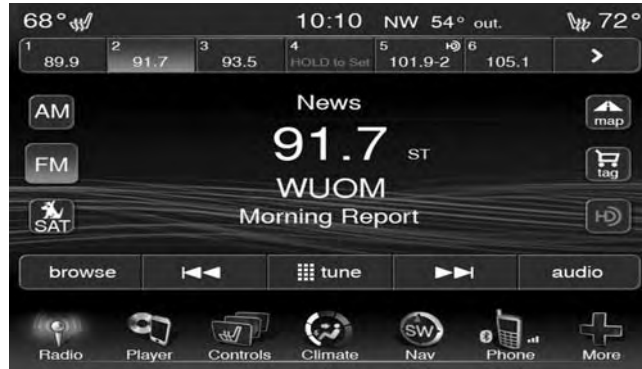 68° 10:10 NW 54° out. 72°
1 2 3 4 5 HD 6
89.9 91.7 93.5 HOLD to Set 101.9-2 105.1 >
News
AM map
91.7 ST
FM tag
WUOM
SAT Morning Report HD
browse tune audio
SW
Radio Player Controls Climate Nav Phone More